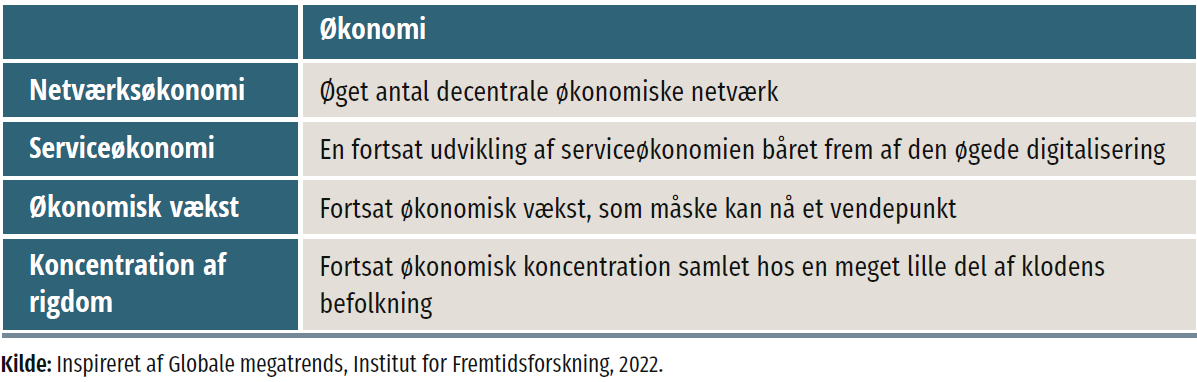 Økonomi
Netværksøkonomi
Øget antal decentrale økonomiske netværk
Serviceøkonomi
En fortsat udvikling af serviceøkonomien båret frem af den øgede digitalisering
Økonomisk vækst
Fortsat økonomisk vækst, som måske kan nå et vendepunkt
Koncentration af
rigdom
Fortsat økonomisk koncentration samlet hos en meget lille del af klodens
befolkning
Kilde: Inspireret af Globale megatrends, Institut for Fremtidsforskning, 2022.